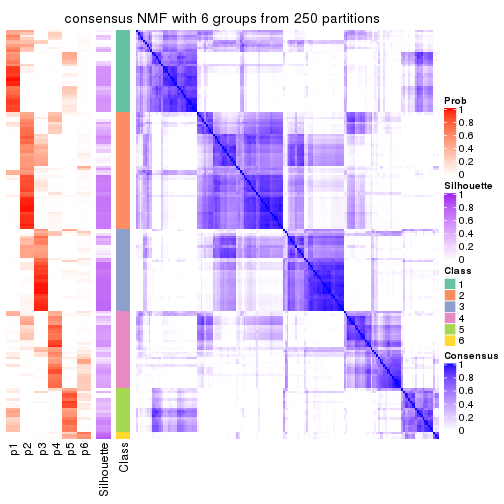 consensus NMF with 6 groups from 250 partitions
Prob
1
0.8
0.6
0.4
0.2
0
Silhouette
1
0.8
0.6
0.4
0.2
0
Class
1
2
3
4
5
6
Consensus
1
0.8
0.6
0.4
0.2
0
p1
p2
p3
p4
p5
p6
Silhouette
Class